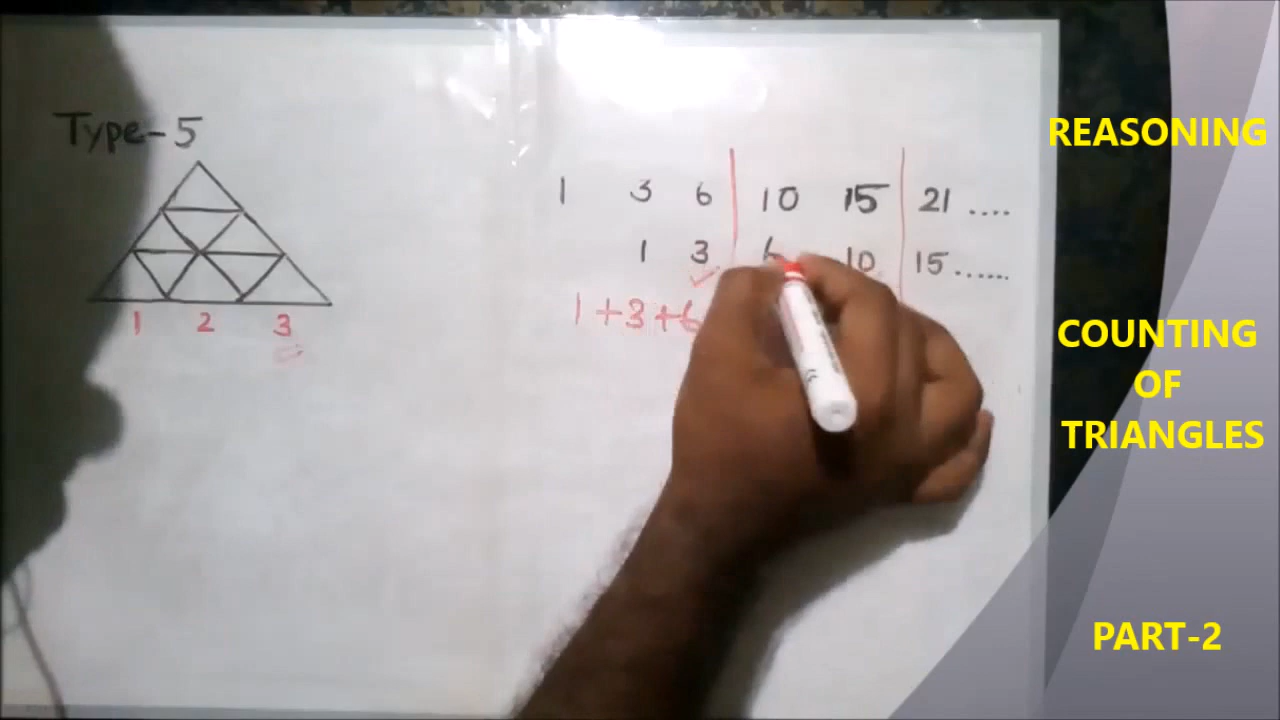 Type-5
1 2 3
1 3 6 10 15 21 ....
1 3 6 10 15 ......
1+3+6
REASONING
COUNTING
OF
TRIANGLES
PART-2